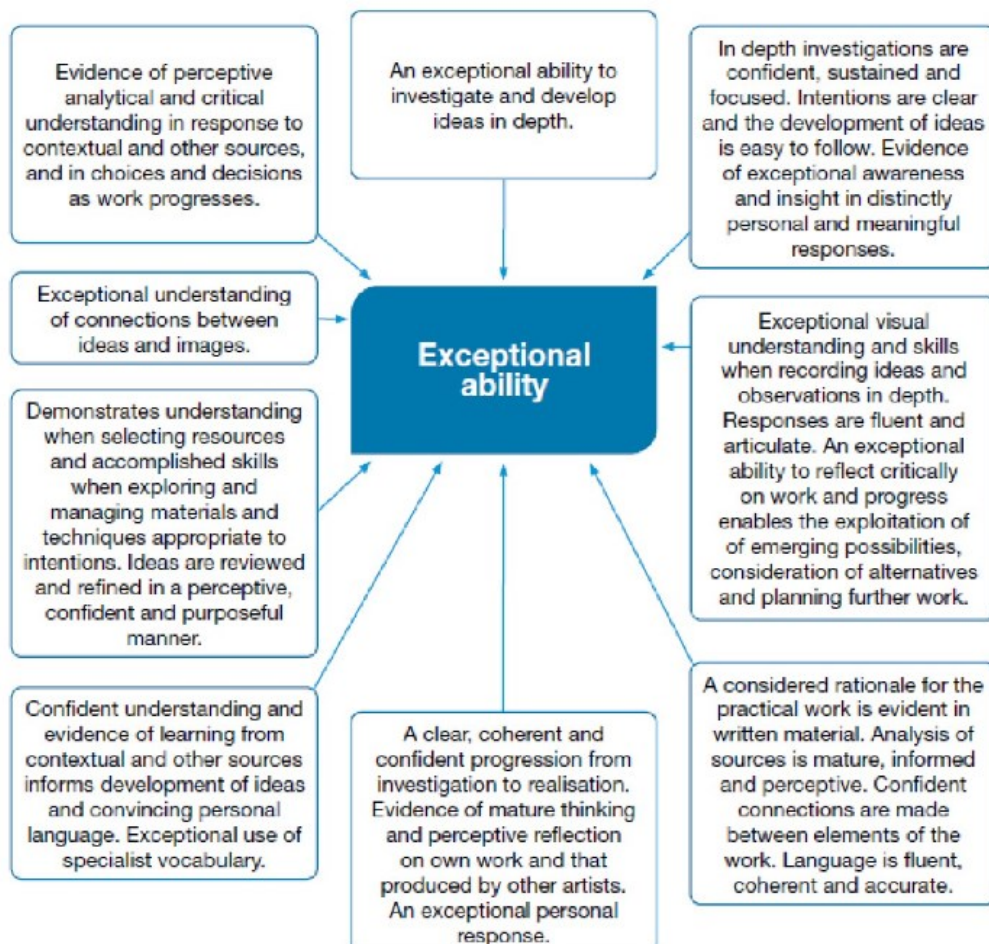 Evidence of perceptive
analytical and critical
understanding in response to
contextual and other sources,
and in choices and decisions
as work progresses.
An exceptional ability to
investigate and develop
ideas in depth.
In depth investigations are
confident, sustained and
focused. Intentions are clear
and the development of ideas
is easy to follow. Evidence
of exceptional awareness
and insight in distinctly
personal and meaningful
responses.
Exceptional understanding
of connections between
ideas and images.
Exceptional
ability
Exceptional visual
understanding and skills
when recording ideas and
observations in depth.
Responses are fluent and
articulate. An exceptional
ability to reflect critically
on work and progress
enables the exploitation of
of emerging possibilities,
consideration of alternatives
and planning further work.
Demonstrates understanding
when selecting resources
and accomplished skills
when exploring and
managing materials and
techniques appropriate to
intentions. Ideas are reviewed
and refined in a perceptive,
confident and purposeful
manner.
Confident understanding and
evidence of learning from
contextual and other sources
informs development of ideas
and convincing personal
language. Exceptional use of
specialist vocabulary.
A clear, coherent and
confident progression from
investigation to realisation.
Evidence of mature thinking
and perceptive reflection
on own work and that
produced by other artists.
An exceptional personal
response.
A considered rationale for the
practical work is evident in
written material. Analysis of
sources is mature, informed
and perceptive. Confident
connections are made
between elements of the
work. Language is fluent,
coherent and accurate.